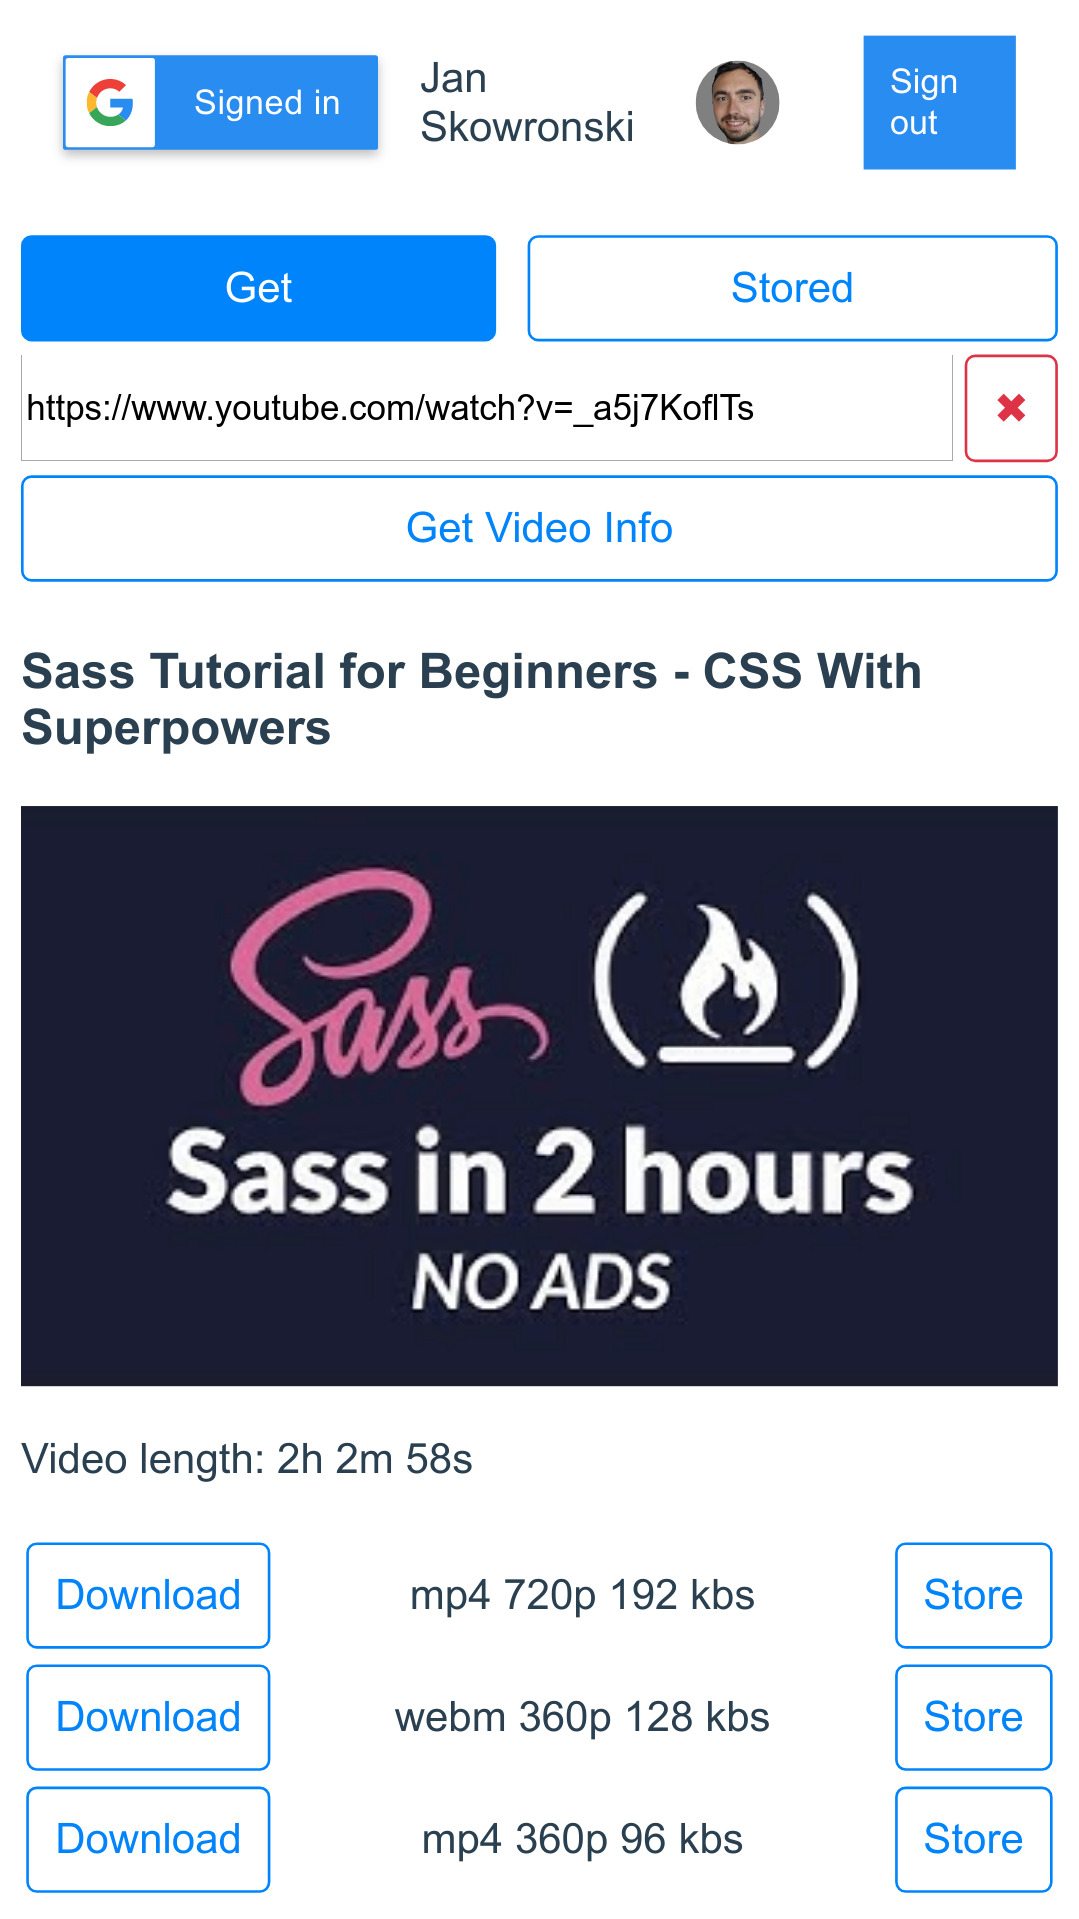 Signed in
Jan
Skowronski
Sign
out
Get
Stored
https://www.youtube.com/watch?v=_a5j7KoflTs
✖
Get Video Info
Sass Tutorial for Beginners - CSS With
Superpowers
Sass
Sass in 2 hours
NO ADS
Video length: 2h 2m 58s
Download mp4 720p 192 kbs Store
Download webm 360p 128 kbs Store
Download mp4 360p 96 kbs Store